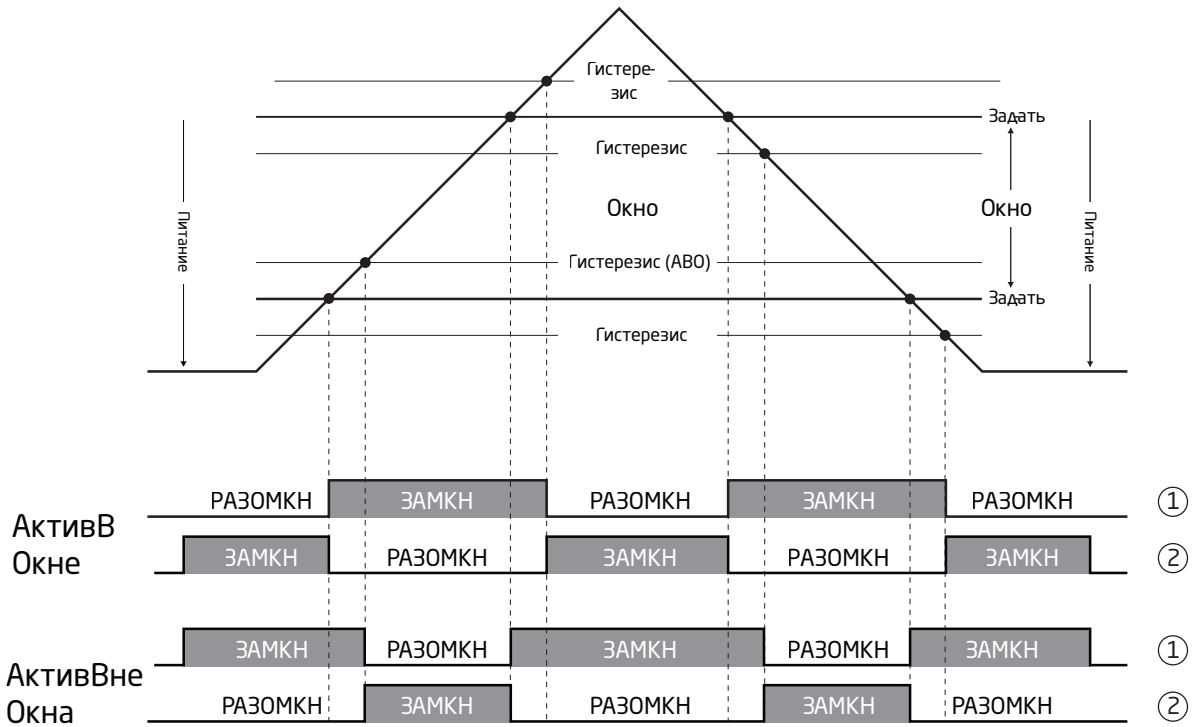 Гистере-
зис
Задать
Гистерезис
Питание
Окно
Окно
Питание
Гистерезис (АВО)
Задать
Гистерезис
АктивВ
Окне
РАЗОМКН ЗАМКН РАЗОМКН ЗАМКН РАЗОМКН ①
ЗАМКН РАЗОМКН ЗАМКН РАЗОМКН ЗАМКН ②
АктивВне
Окна
ЗАМКН РАЗОМКН ЗАМКН РАЗОМКН ЗАМКН ①
РАЗОМКН ЗАМКН РАЗОМКН ЗАМКН РАЗОМКН ②